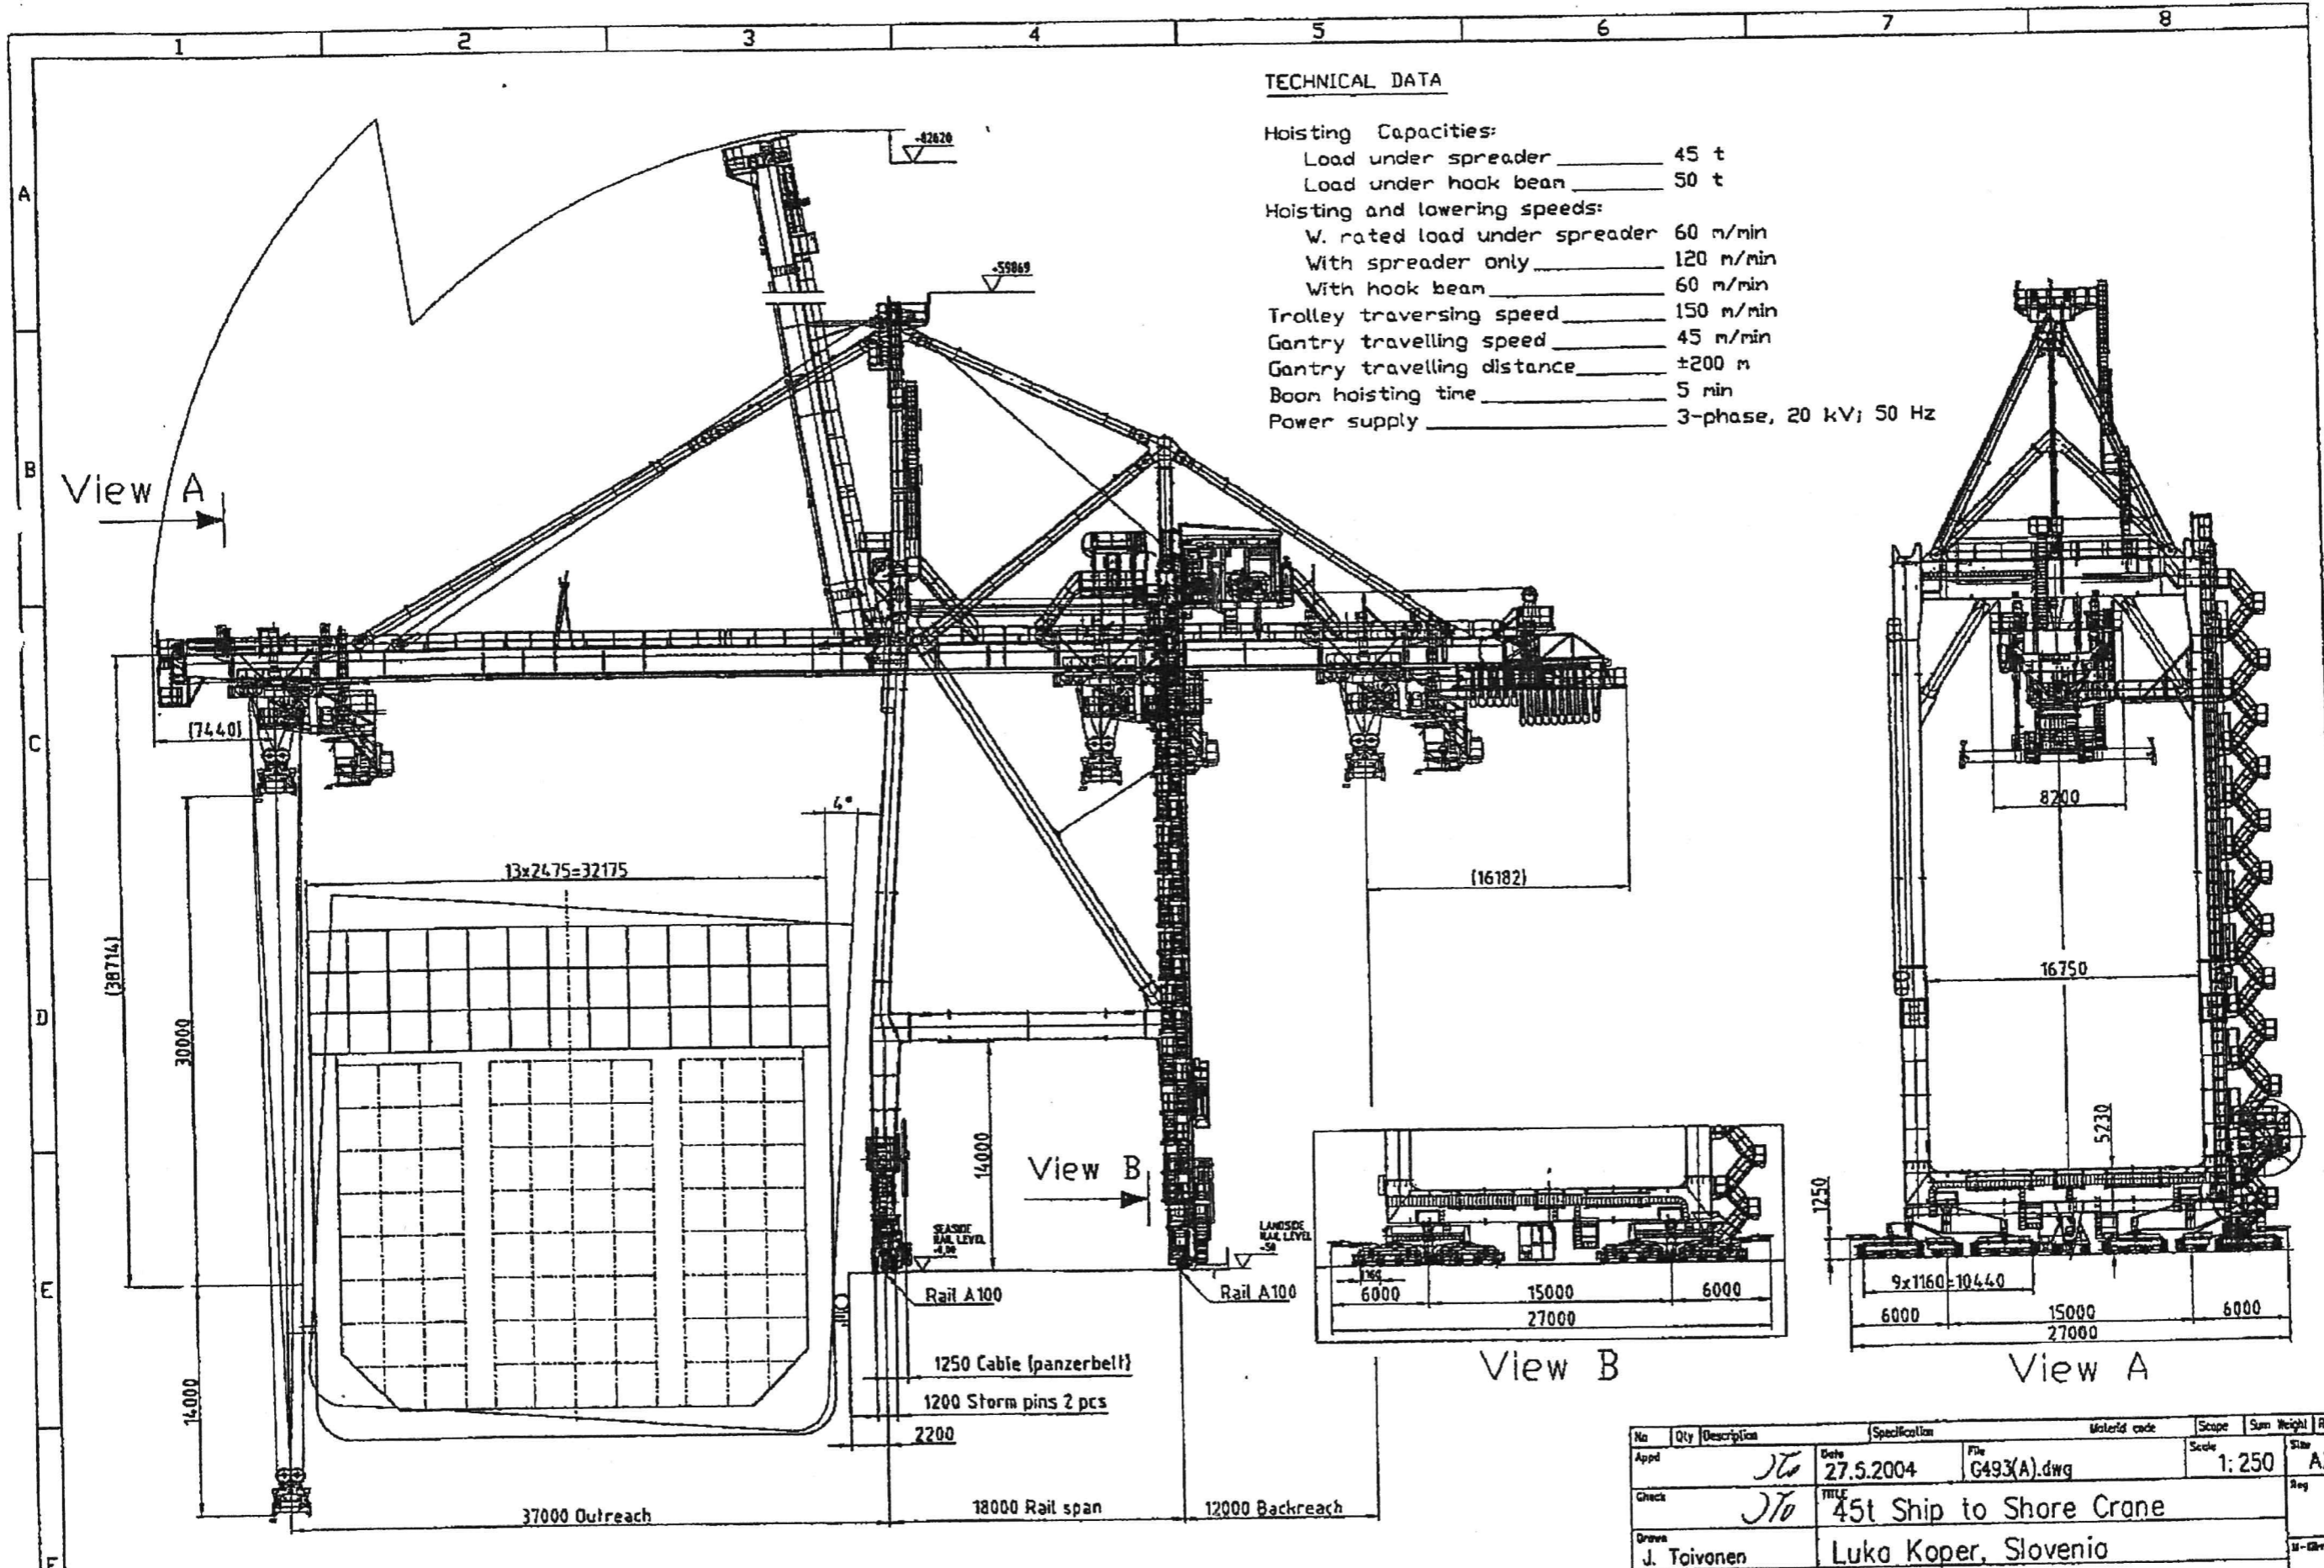 1 2 3 4 5 6 7 8
A
B
C
D
E
F
TECHNICAL DATA
Hoisting Capacities:
Load under spreader 45 t
Load under hook beam 50 t
Hoisting and lowering speeds:
W. rated load under spreader 60 m/min
With spreader only 120 m/min
With hook beam 60 m/min
Trolley traversing speed 150 m/min
Gantry travelling speed 45 m/min
Gantry travelling distance ±200 m
Boom hoisting time 5 min
Power supply 3-phase, 20 kV; 50 Hz
+82620
+59869
View A
(7440)
4°
13x2475=32175
(16182)
(38714)
30000
14000
14000
View B
SEASIDE
RAIL LEVEL
LANDSIDE
RAIL LEVEL
Rail A100
Rail A100
1250 Cable (panzerbelt)
1200 Storm pins 2 pcs
2200
37000 Outreach
18000 Rail span
12000 Backreach
1160
6000 15000 6000
27000
View B
8200
16750
5230
1250
9x1160=10440
6000 15000 6000
27000
View A
No Qty Description Specification Material code Scope Sum Weight
Appd
Date
27.5.2004
File
G493(A).dwg
Scale
1:250
Size
Check
TITLE
45t Ship to Shore Crane
Reg
Drawn
J. Toivonen
Luka Koper, Slovenia